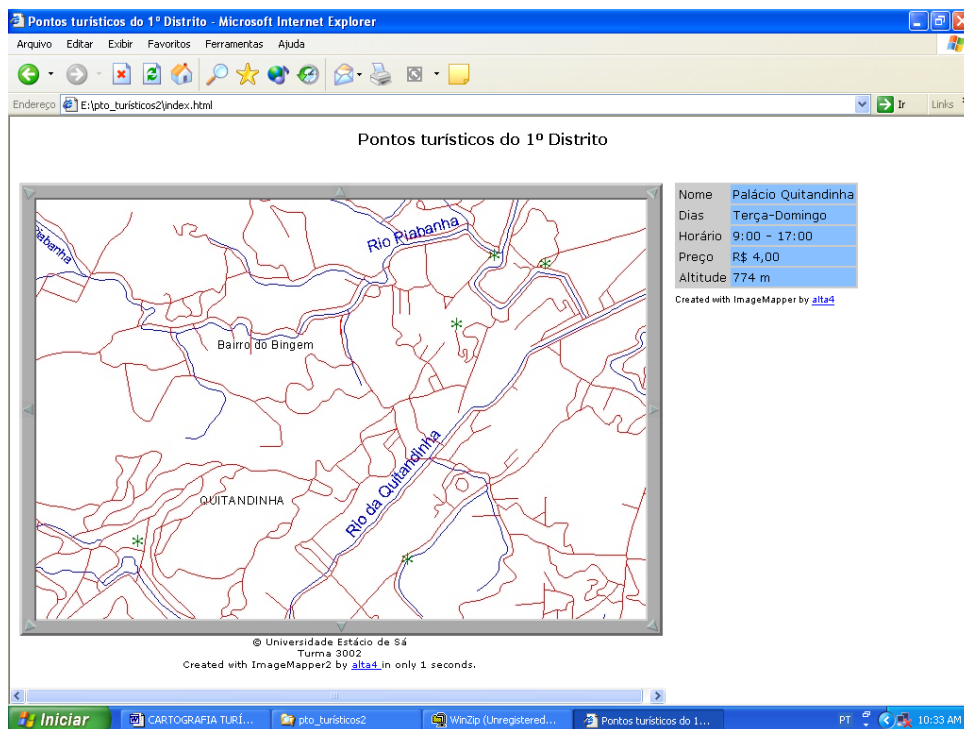 Pontos turísticos do 1º Distrito - Microsoft Internet Explorer
Arquivo Editar Exibir Favoritos Ferramentas Ajuda
Endereço E:\pto_turísticos2\index.html Ir Links
Pontos turísticos do 1º Distrito
Nome Palácio Quitandinha
Dias Terça-Domingo
Horário 9:00 - 17:00
Preço R$ 4,00
Altitude 774 m
Created with ImageMapper by alta4
Piabanha
Rio Piabanha
Bairro do Bingem
Rio da Quitandinha
QUITANDINHA
© Universidade Estácio de Sá
Turma 3002
Created with ImageMapper2 by alta4 in only 1 seconds.
Iniciar CARTOGRAFIA TURÍ... pto_turísticos2 WinZip (Unregistered... Pontos turísticos do 1... PT 10:33 AM